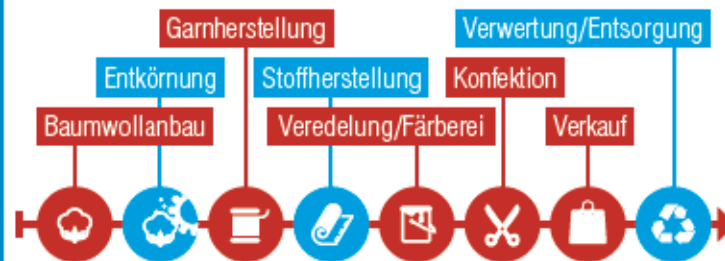 Garnherstellung
Verwertung/Entsorgung
Entkörnung
Stoffherstellung
Konfektion
Baumwollanbau
Veredelung/Färberei
Verkauf